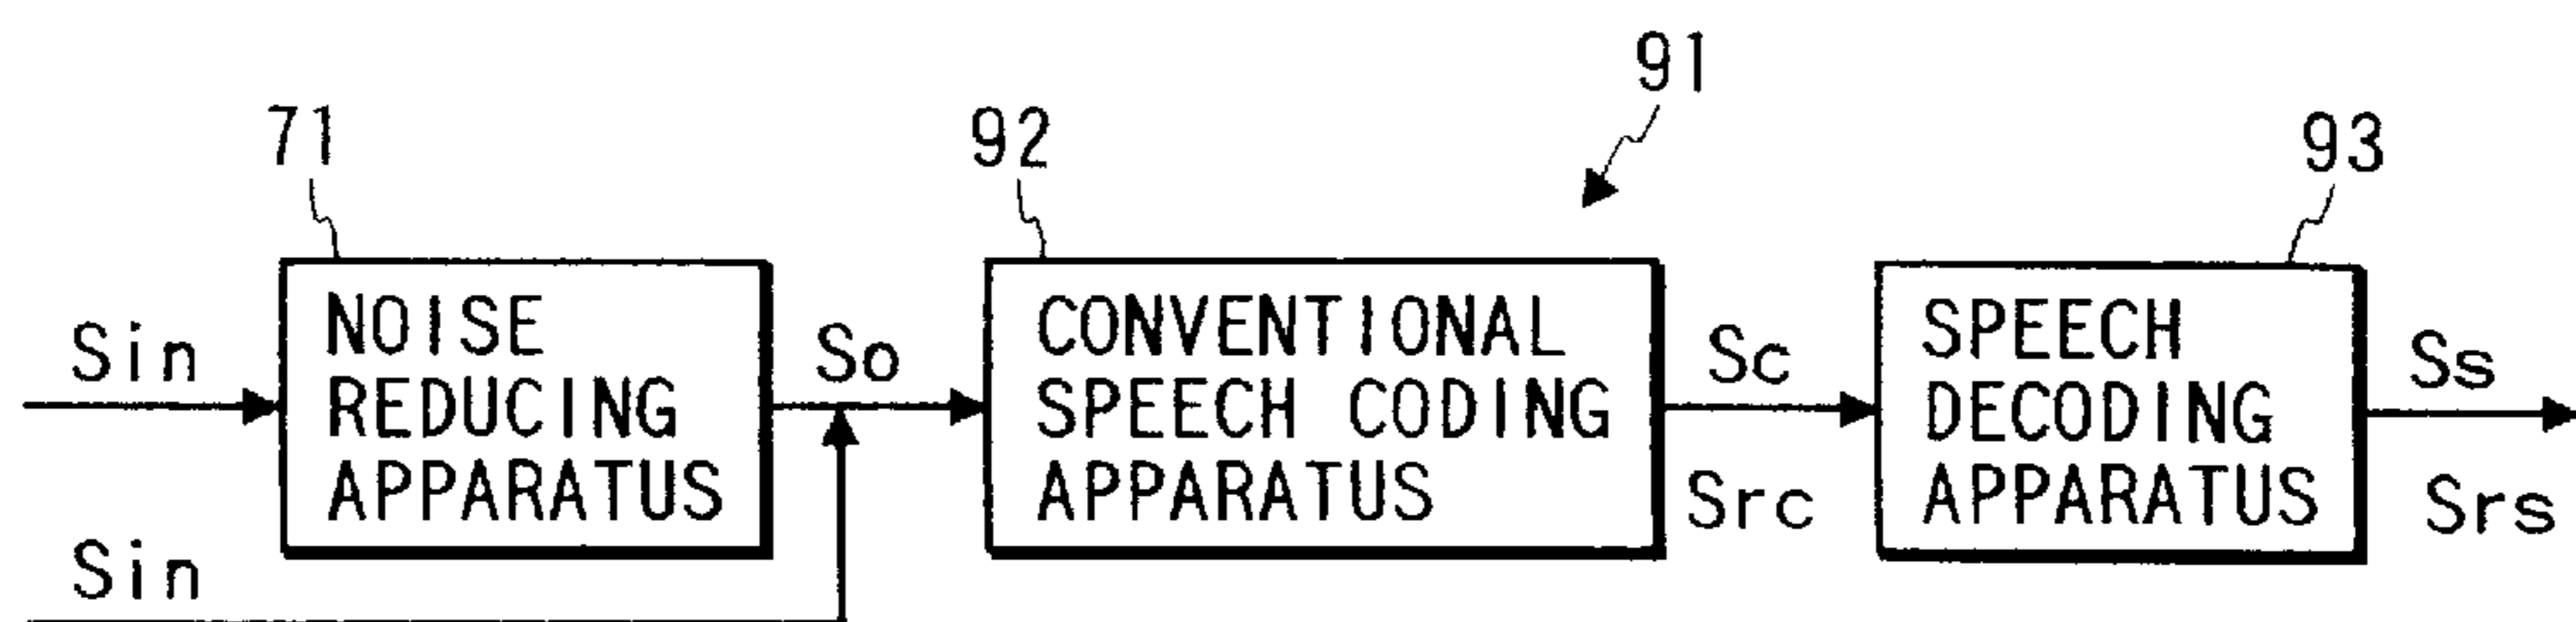 91
71
92
93
Sin
NOISE
REDUCING
APPARATUS
So
CONVENTIONAL
SPEECH CODING
APPARATUS
Sc
Src
SPEECH
DECODING
APPARATUS
Ss
Srs
Sin